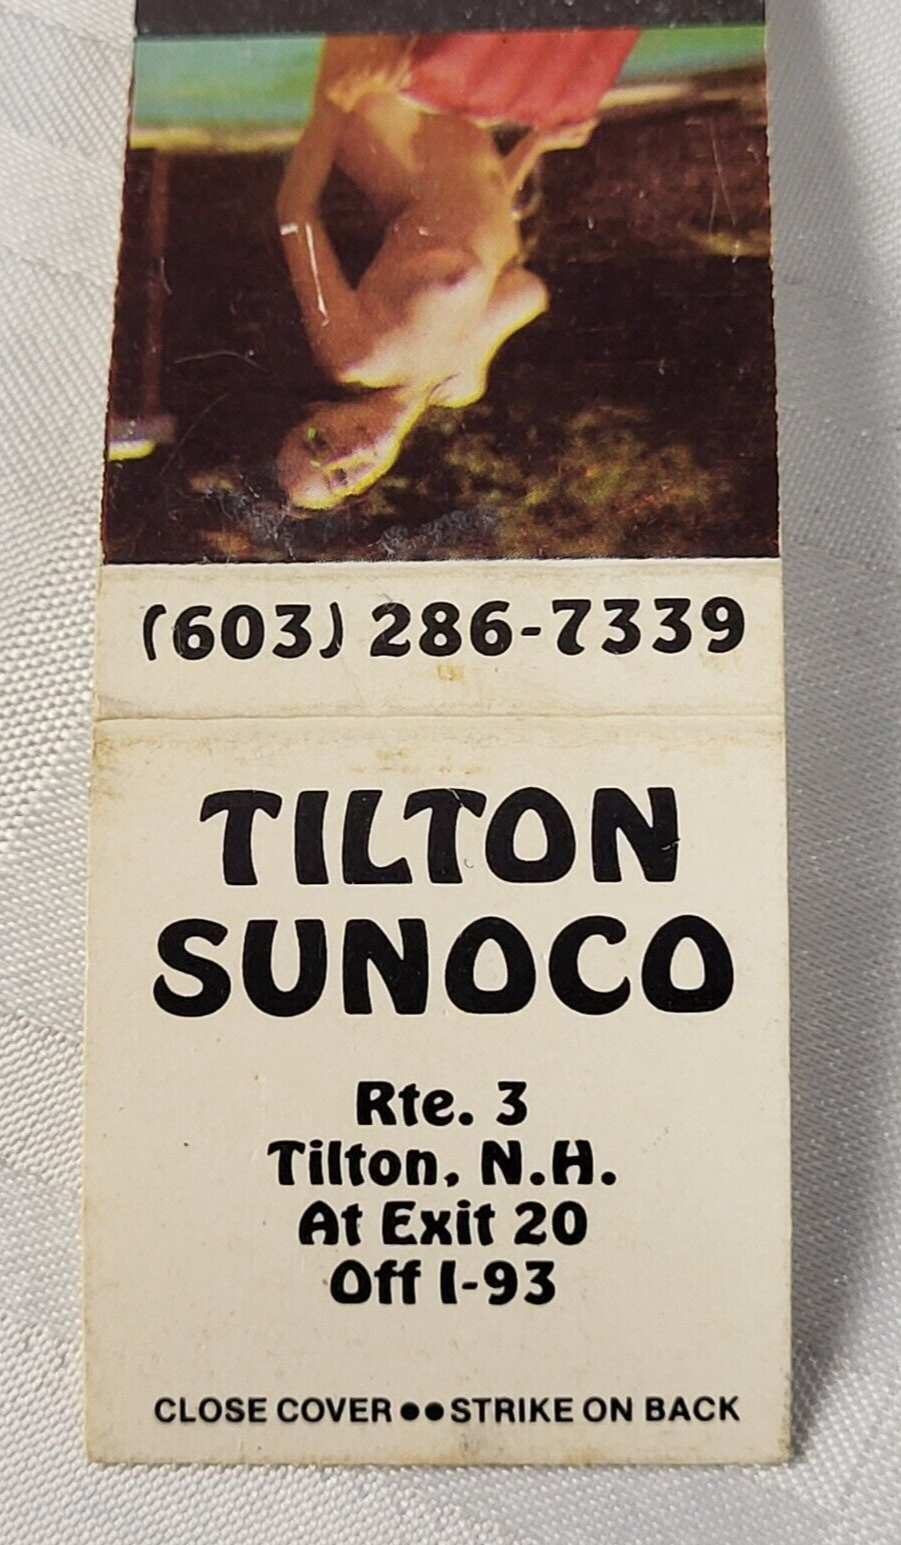 (603) 286-7339
TILTON
SUNOCO
Rte. 3
Tilton, N.H.
At Exit 20
Off I-93
CLOSE COVER●●STRIKE ON BACK